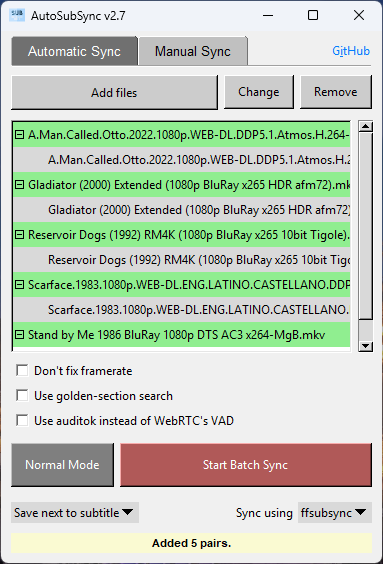 SUB
AutoSubSync v2.7
Automatic Sync
Manual Sync
GitHub
Add files
Change
Remove
A.Man.Called.Otto.2022.1080p.WEB-DL.DDP5.1.Atmos.H.264-
A.Man.Called.Otto.2022.1080p.WEB-DL.DDP5.1.Atmos.H.2
Gladiator (2000) Extended (1080p BluRay x265 HDR afm72).mk
Gladiator (2000) Extended (1080p BluRay x265 HDR afm72)
Reservoir Dogs (1992) RM4K (1080p BluRay x265 10bit Tigole).
Reservoir Dogs (1992) RM4K (1080p BluRay x265 10bit Tigo
Scarface.1983.1080p.WEB-DL.ENG.LATINO.CASTELLANO.DDP
Scarface.1983.1080p.WEB-DL.ENG.LATINO.CASTELLANO.
Stand by Me 1986 BluRay 1080p DTS AC3 x264-MgB.mkv
Don't fix framerate
Use golden-section search
Use auditok instead of WebRTC's VAD
Normal Mode
Start Batch Sync
Save next to subtitle
Sync using
ffsubsync
Added 5 pairs.